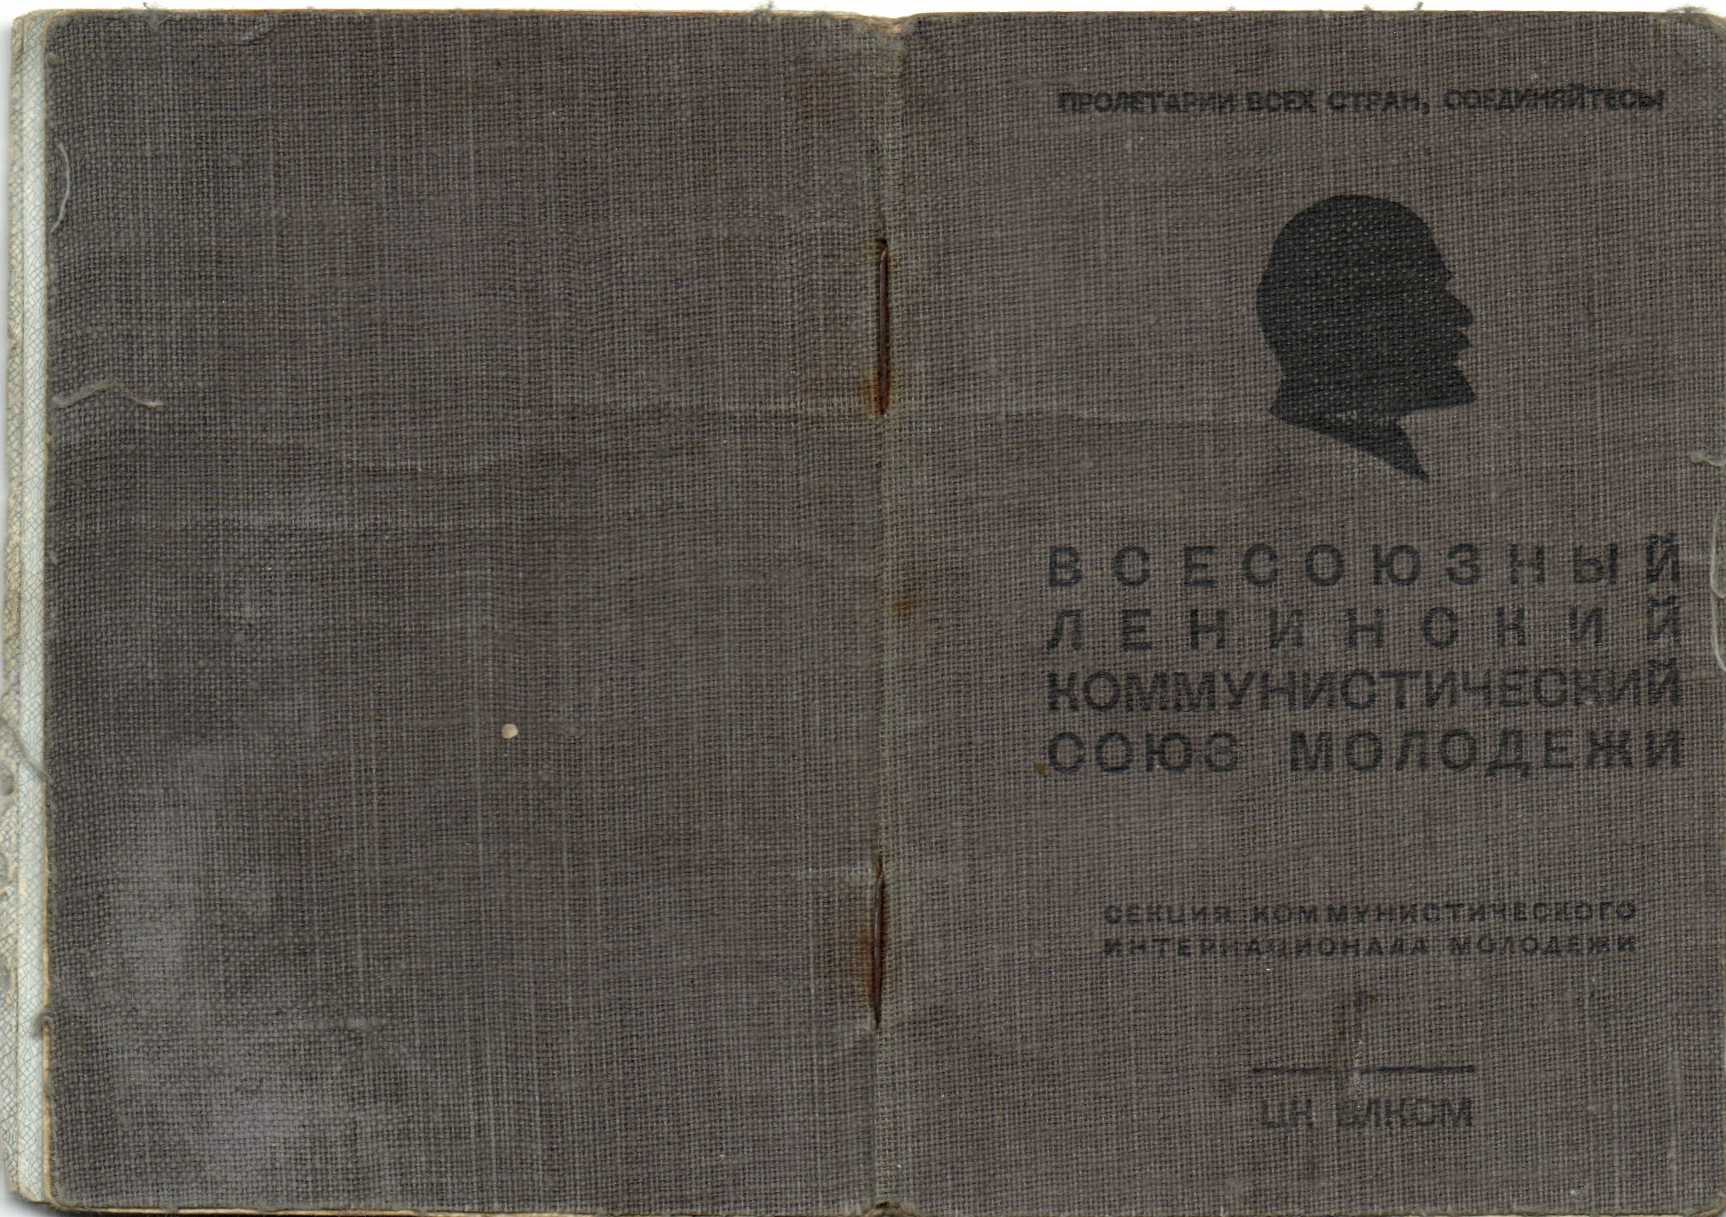 ПРОЛЕТАРИИ ВСЕХ СТРАН, СОЕДИНЯЙТЕСЬ!
ВСЕСОЮЗНЫЙ
ЛЕНИНСКИЙ
КОММУНИСТИЧЕСКИЙ
СОЮЗ МОЛОДЕЖИ
СЕКЦИЯ КОММУНИСТИЧЕСКОГО
ИНТЕРНАЦИОНАЛА МОЛОДЕЖИ
ЦК ВЛКСМ